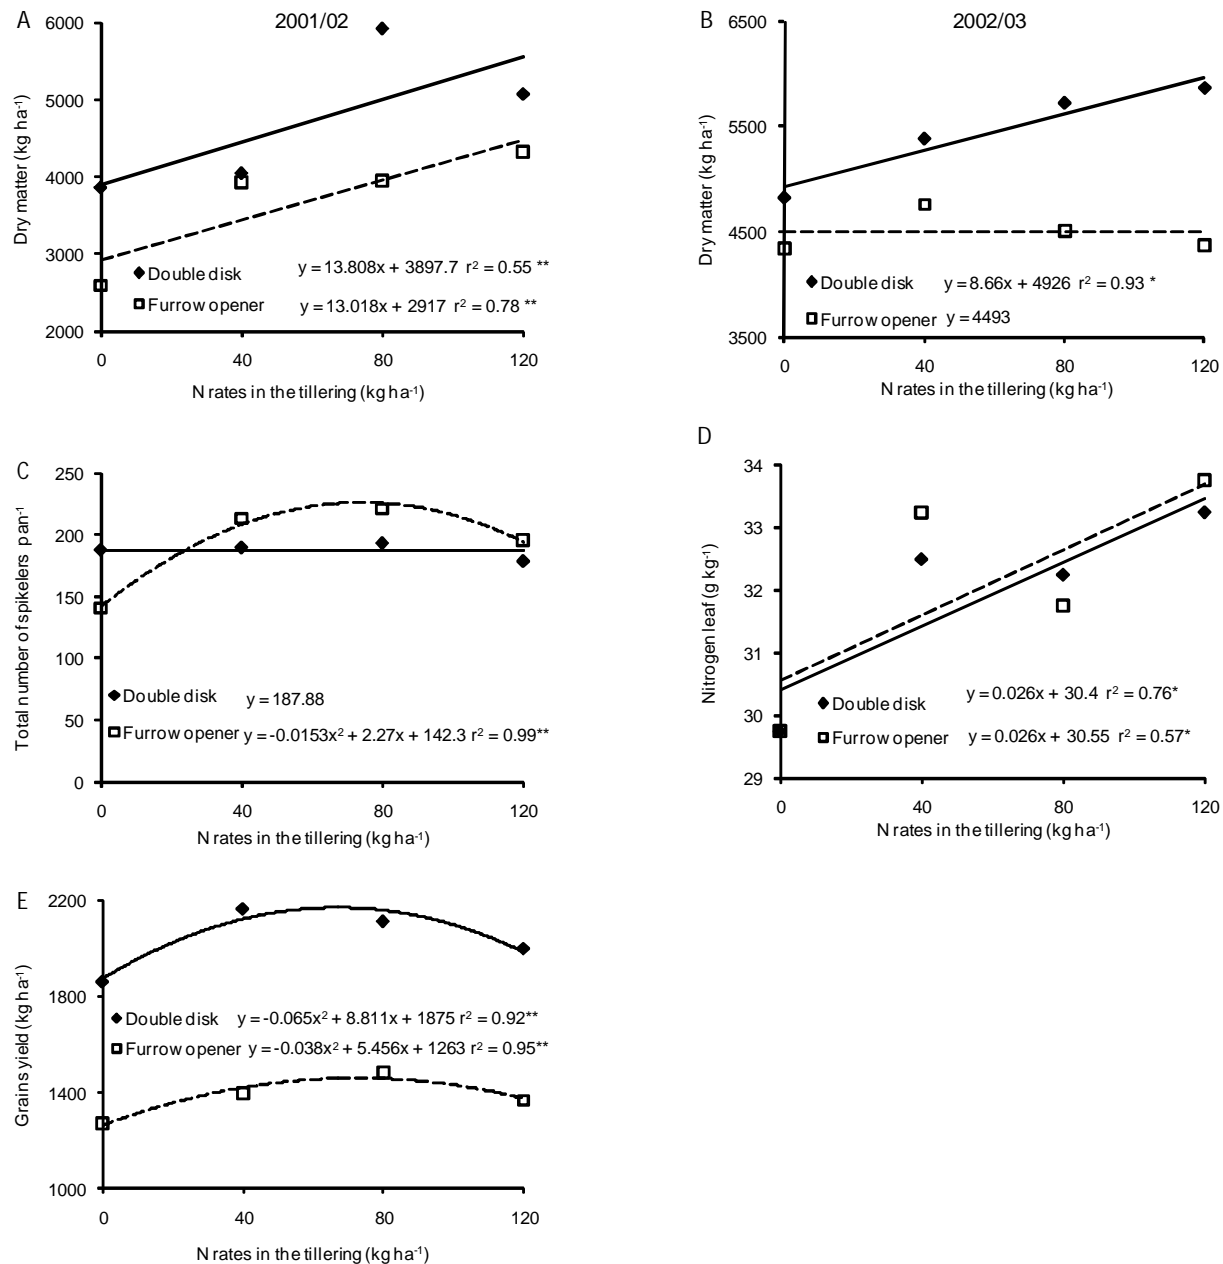 A
2001/02
6000
5000
4000
3000
2000
Dry matter (kg ha-1)
Double disk y = 13.808x + 3897.7 r² = 0.55 **
Furrow opener y = 13.018x + 2917 r² = 0.78 **
0 40 80 120
N rates in the tillering (kg ha-1)
B
2002/03
6500
5500
4500
3500
Dry matter (kg ha-1)
Double disk y = 8.66x + 4926 r² = 0.93 *
Furrow opener y = 4493
0 40 80 120
N rates in the tillering (kg ha-1)
C
250
200
150
100
50
0
Total number of spikelers pan-1
Double disk y = 187.88
Furrow opener y = -0.0153x² + 2.27x + 142.3 r² = 0.99**
0 40 80 120
N rates in the tillering (kg ha-1)
D
34
33
32
31
30
29
Nitrogen leaf (g kg-1)
Double disk y = 0.026x + 30.4 r² = 0.76*
Furrow opener y = 0.026x + 30.55 r² = 0.57*
0 40 80 120
N rates in the tillering (kg ha-1)
E
2200
1800
1400
1000
Grains yield (kg ha-1)
Double disk y = -0.065x² + 8.811x + 1875 r² = 0.92**
Furrow opener y = -0.038x² + 5.456x + 1263 r² = 0.95**
0 40 80 120
N rates in the tillering (kg ha-1)